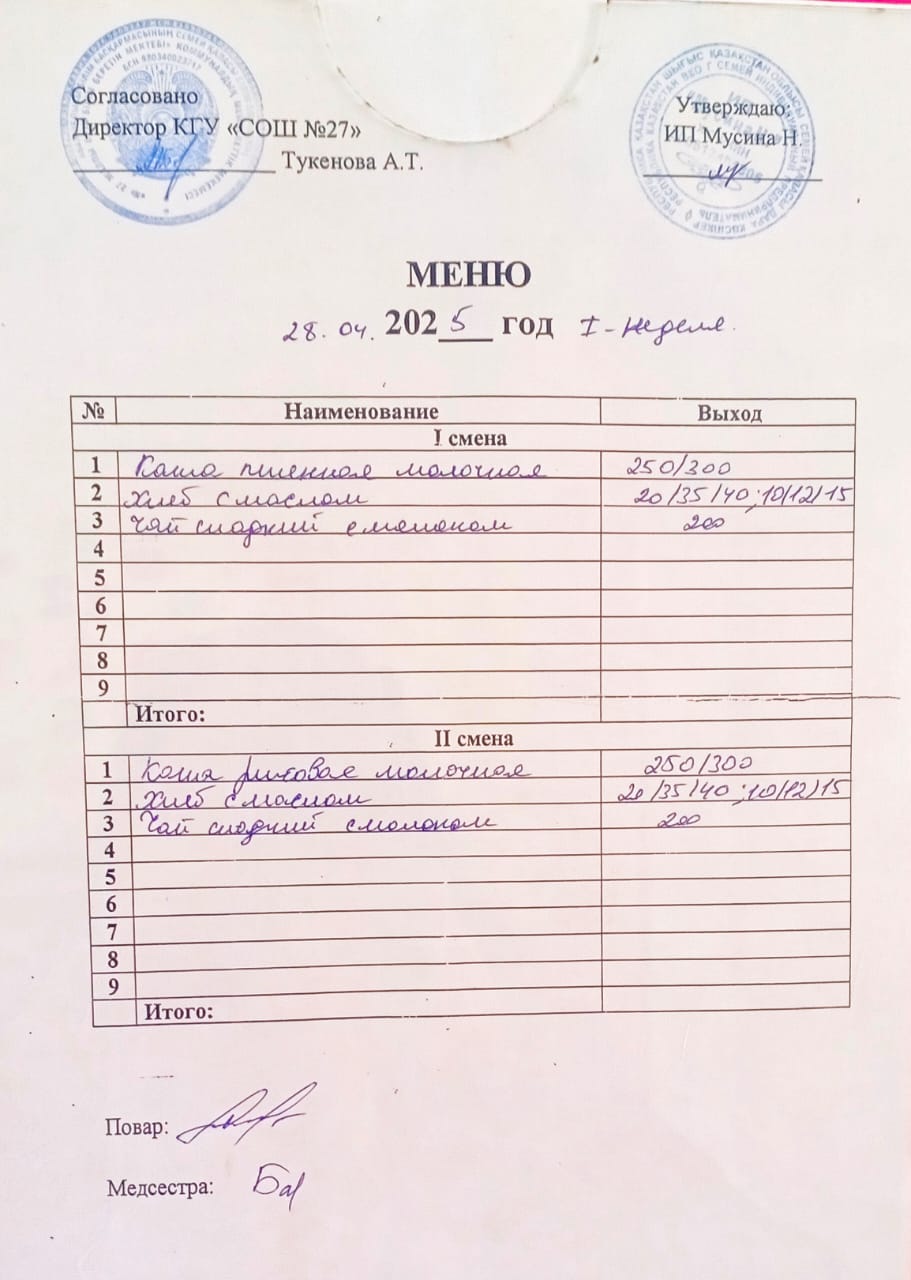 Согласовано
Директор КГУ «СОШ №27»
Тукенова А.Т.
Утверждаю:
ИП Мусина Н.
МЕНЮ
28. 04. 2025 год I - неделя.
№ Наименование Выход
I смена
1 Каша пшенная молочная 250/300
2 Хлеб с маслом 20/35/40; 10/12/15
3 Чай сладкий с молоком 200
4
5
6
7
8
9
Итого:
II смена
1 Каша рисовая молочная 250/300
2 Хлеб с маслом 20/35/40; 10/12/15
3 Чай сладкий с молоком 200
4
5
6
7
8
9
Итого:
Повар:
Медсестра: